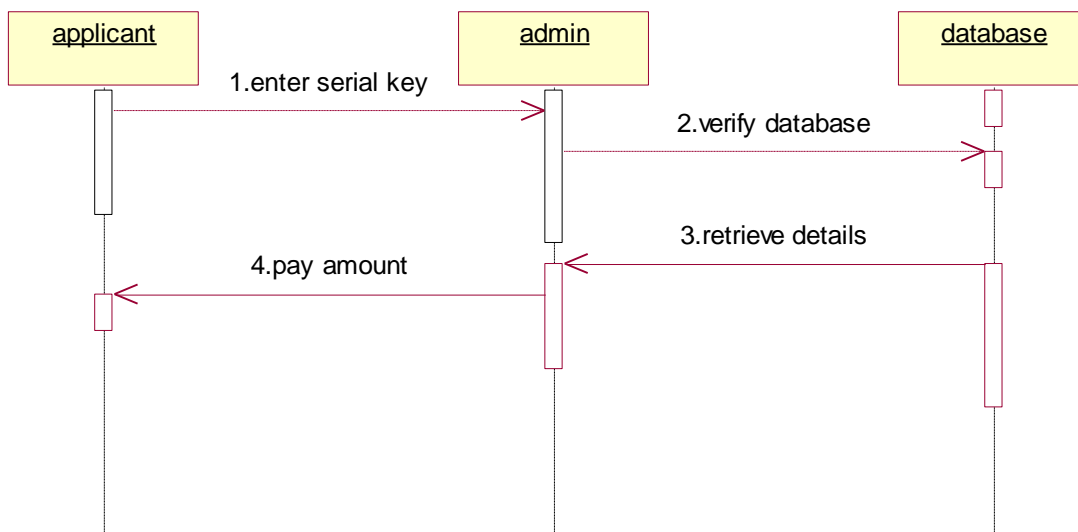 applicant
admin
database
1.enter serial key
2.verify database
3.retrieve details
4.pay amount